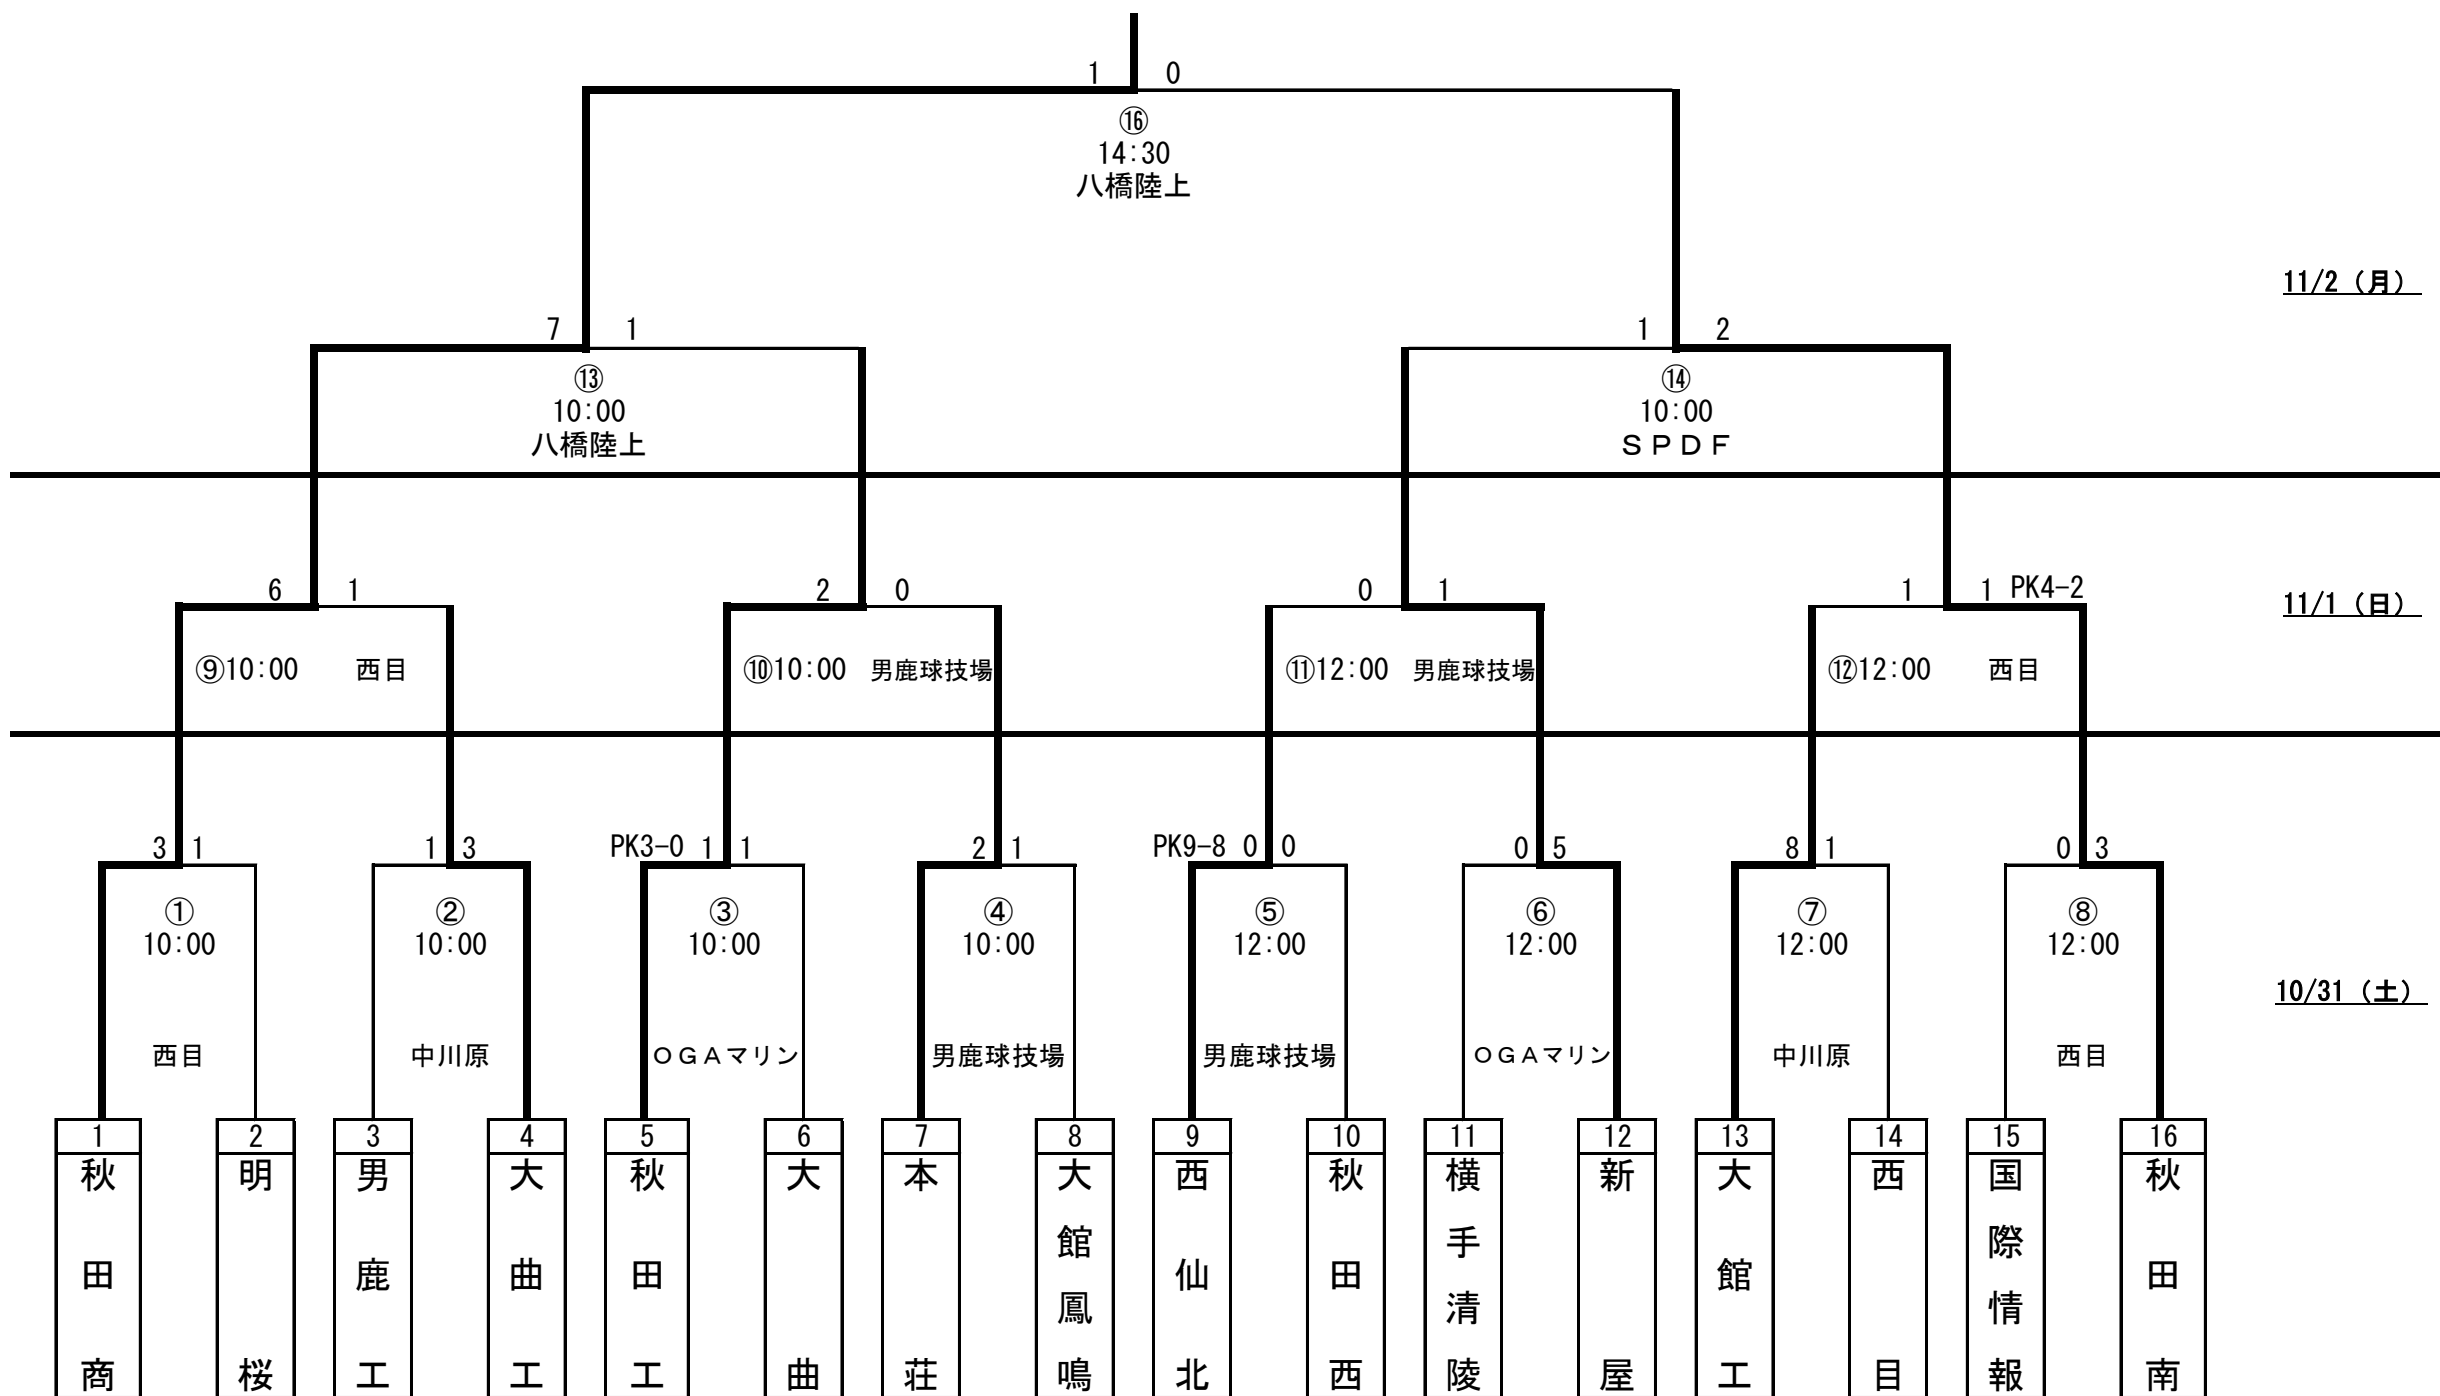 1 0
⑯
14:30
八橋陸上
11/2（月）
7 1 1 2
⑬ ⑭
10:00 10:00
八橋陸上 ＳＰＤＦ
6 1 2 0 0 1 1 1 PK4-2
11/1（日）
⑨10:00 西目 ⑩10:00 男鹿球技場 ⑪12:00 男鹿球技場 ⑫12:00 西目
3 1 1 3 PK3-0 1 1 2 1 PK9-8 0 0 0 5 8 1 0 3
① ② ③ ④ ⑤ ⑥ ⑦ ⑧
10:00 10:00 10:00 10:00 12:00 12:00 12:00 12:00
10/31（土）
西目 中川原 ＯＧＡマリン 男鹿球技場 男鹿球技場 ＯＧＡマリン 中川原 西目
1 2 3 4 5 6 7 8 9 10 11 12 13 14 15 16
秋田商
明桜
男鹿工
大曲工
秋田工
大曲
本荘
大館鳳鳴
西仙北
秋田西
横手清陵
新屋
大館工
西目
国際情報
秋田南